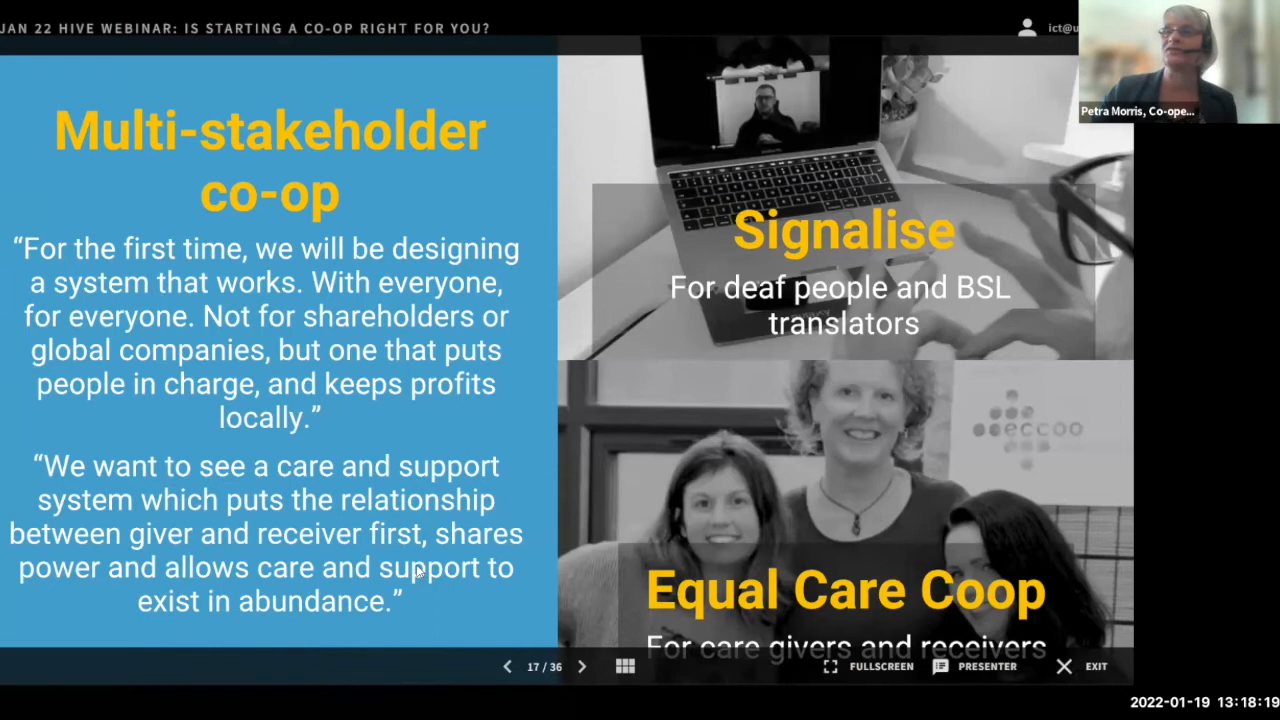 JAN 22 HIVE WEBINAR: IS STARTING A CO-OP RIGHT FOR YOU?
ict@u
Petra Morris, Co-ope...
Multi-stakeholder
co-op
“For the first time, we will be designing
a system that works. With everyone,
for everyone. Not for shareholders or
global companies, but one that puts
people in charge, and keeps profits
locally.”
“We want to see a care and support
system which puts the relationship
between giver and receiver first, shares
power and allows care and support to
exist in abundance.”
Signalise
For deaf people and BSL
translators
eccoo
Equal Care Coop
For care givers and receivers
17 / 36
FULLSCREEN
PRESENTER
EXIT
2022-01-19 13:18:19